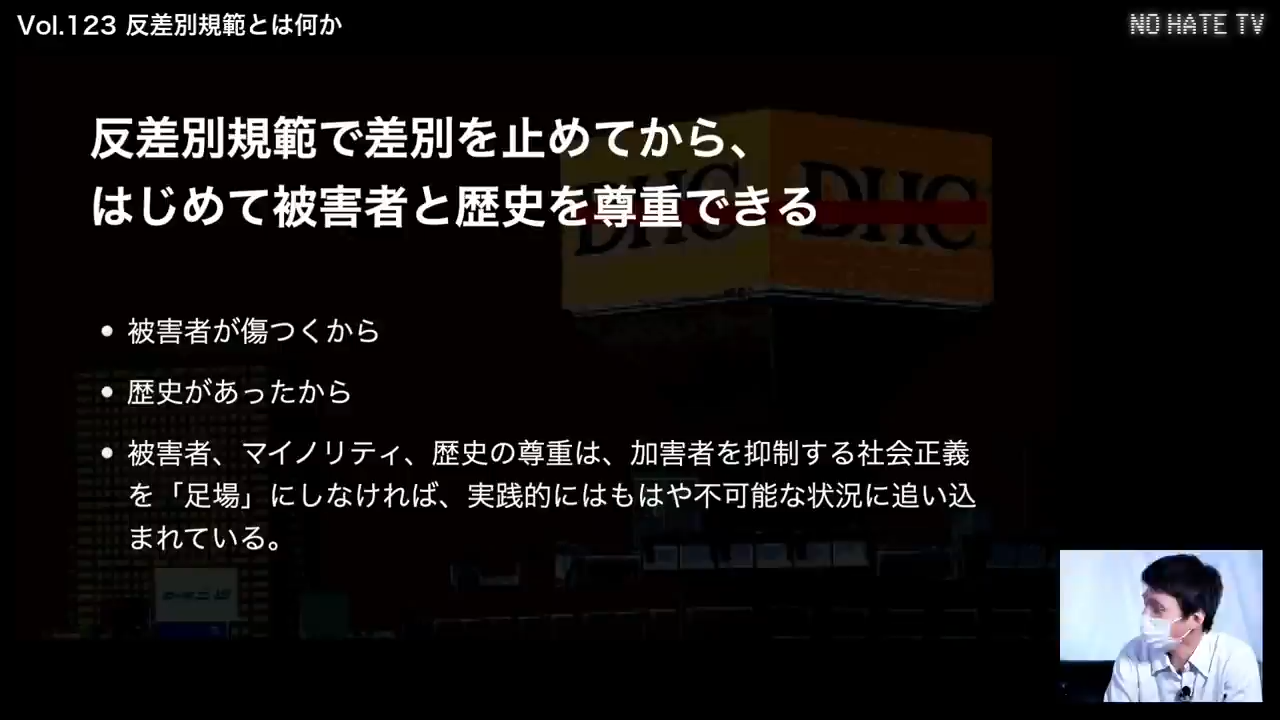 Vol.123 反差別規範とは何か
NO HATE TV
反差別規範で差別を止めてから、
はじめて被害者と歴史を尊重できる
DHC DHC
• 被害者が傷つくから
• 歴史があったから
• 被害者、マイノリティ、歴史の尊重は、加害者を抑制する社会正義
を「足場」にしなければ、実践的にはもはや不可能な状況に追い込
まれている。